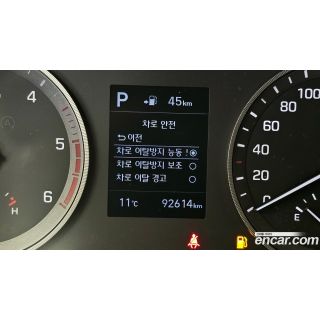 P 45km
차로 안전
이전
차로 이탈방지 능동!
차로 이탈방지 보조
차로 이탈 경고
11℃ 92614km
4
5
6
H
100
80
60
40
20
0
E
encar.com